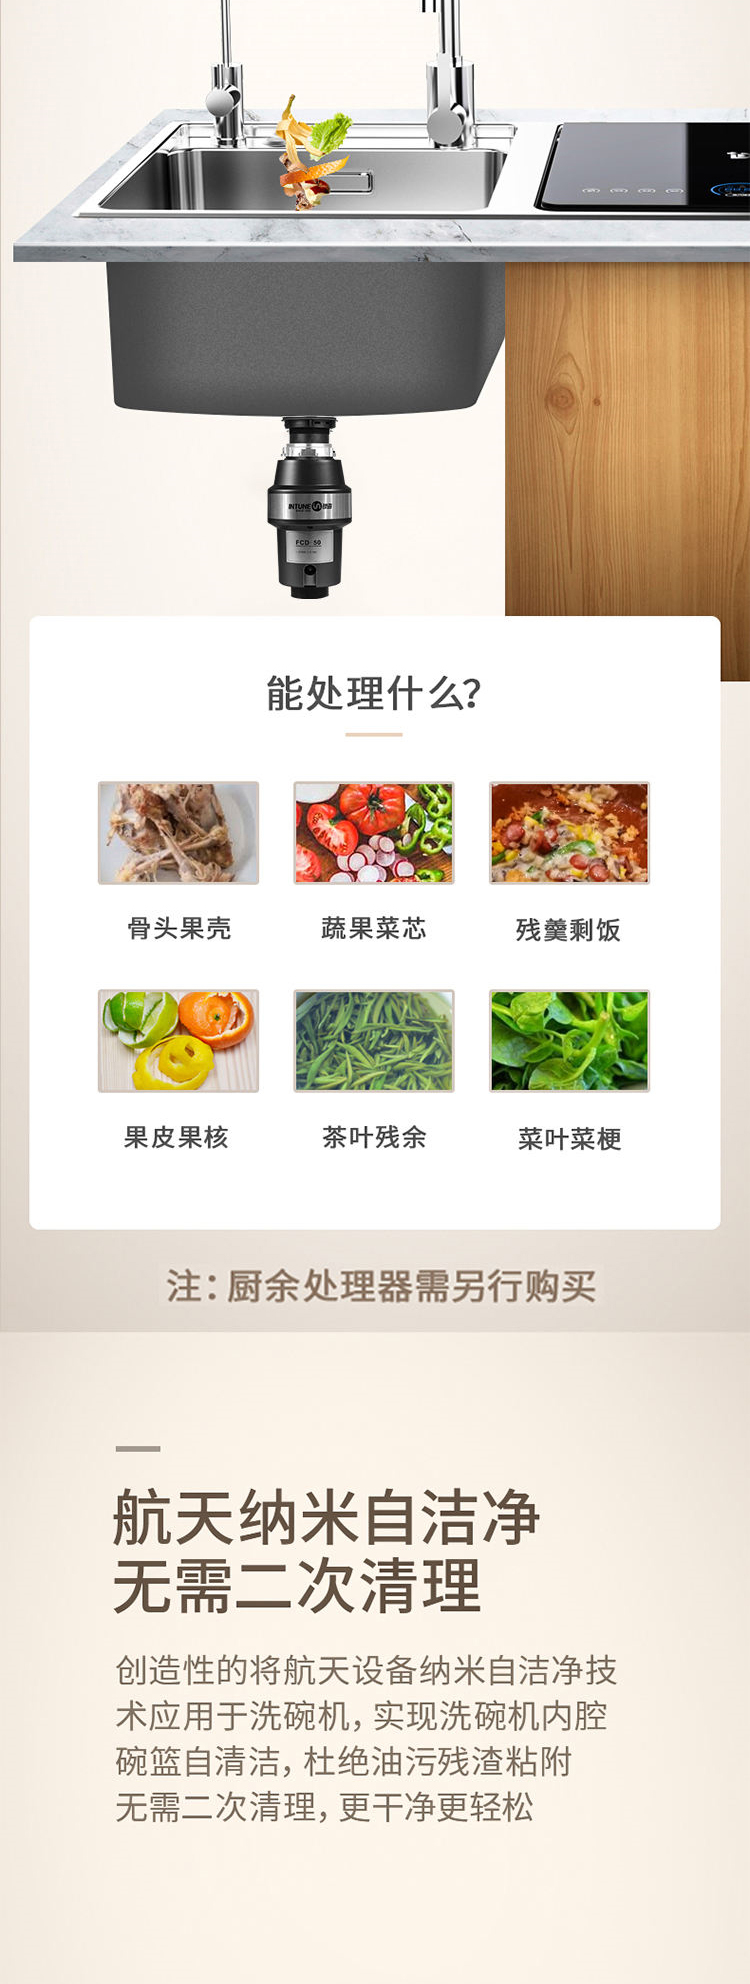 INTUNE
FCD-50
能处理什么?
骨头果壳
蔬果菜芯
残羹剩饭
果皮果核
茶叶残余
菜叶菜梗
注：厨余处理器需另行购买
航天纳米自洁净
无需二次清理
创造性的将航天设备纳米自洁净技
术应用于洗碗机，实现洗碗机内腔
碗篮自清洁，杜绝油污残渣粘附
无需二次清理，更干净更轻松